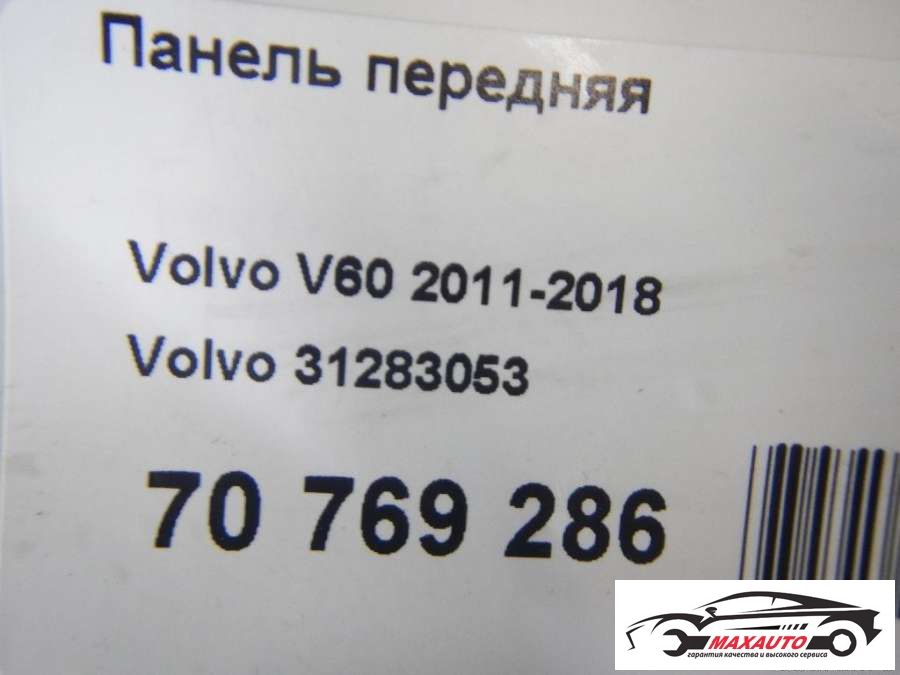 Панель передняя
Volvo V60 2011-2018
Volvo 31283053
70 769 286
MAXAUTO
гарантия качества и высокого сервиса